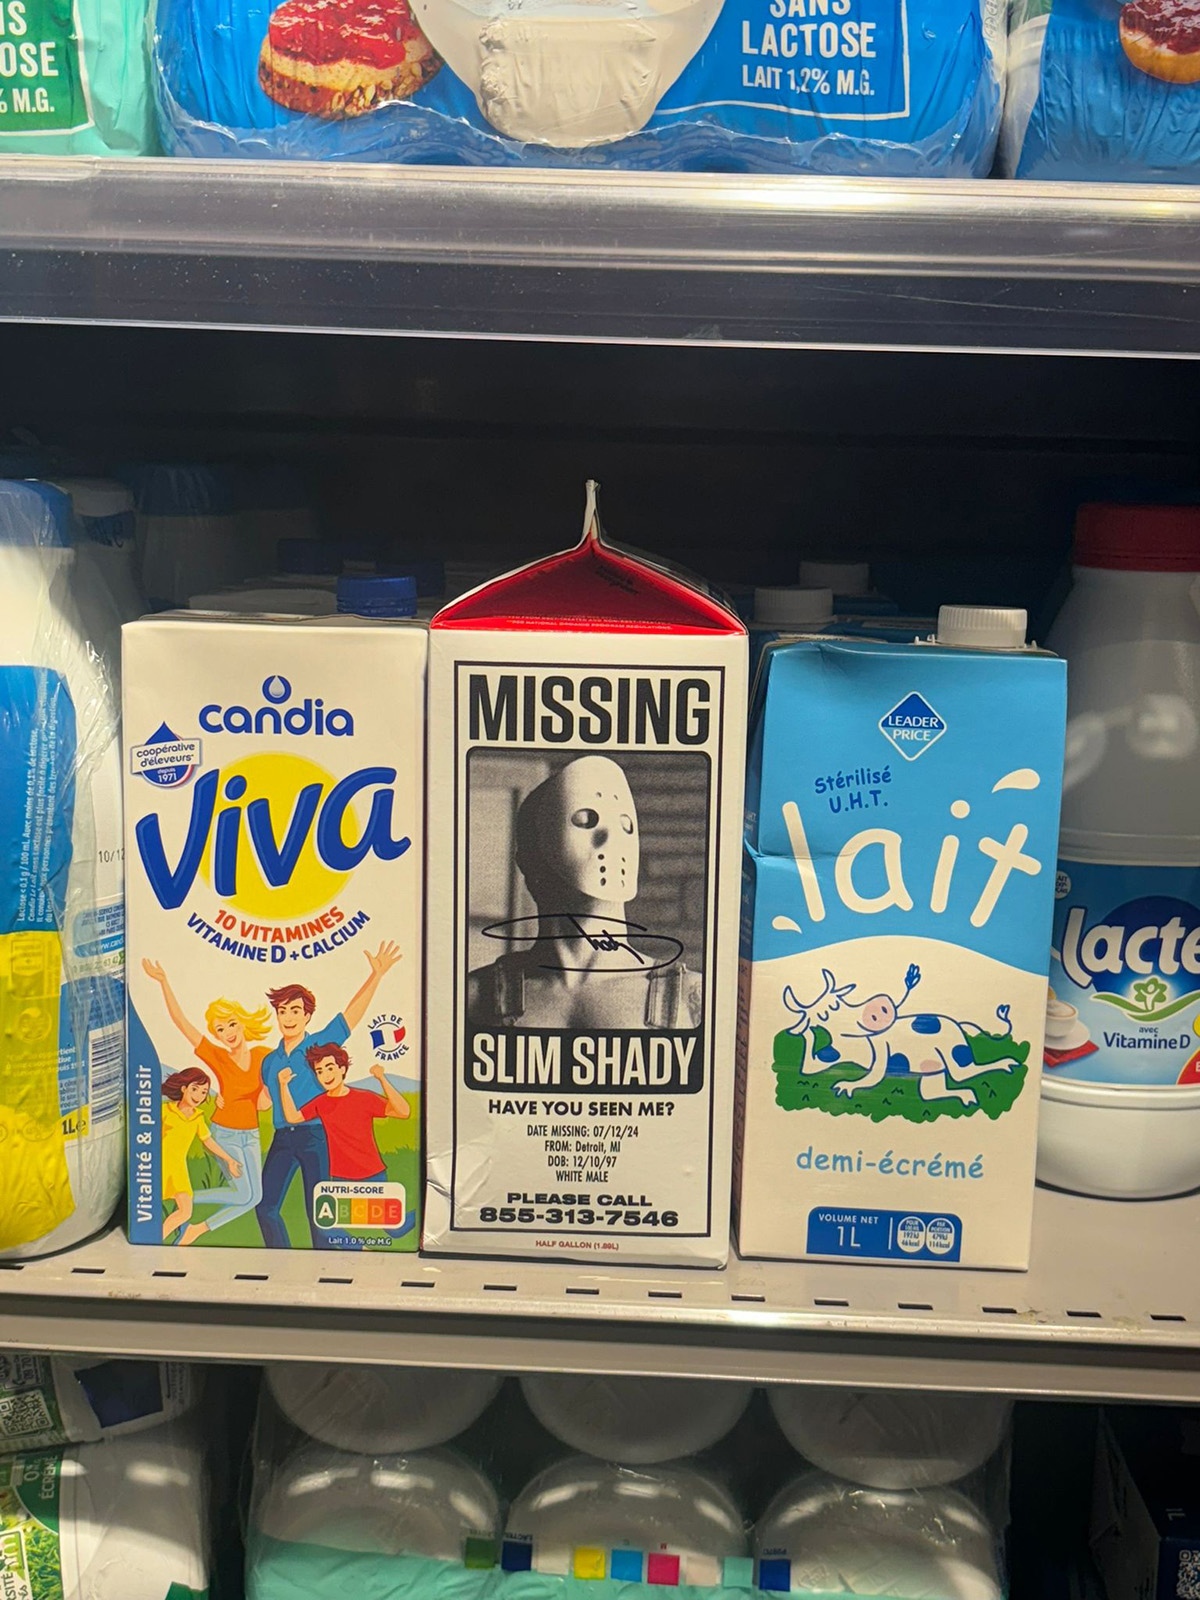 IS
OSE
% M.G.
SANS
LACTOSE
LAIT 1,2% M.G.
candia
coopérative
d'éleveurs
depuis
1971
Viva
10 VITAMINES
VITAMINE D + CALCIUM
LAIT DE
FRANCE
Vitalité & plaisir
NUTRI-SCORE
A B C D E
Lait 1.0 % de M.G
MISSING
Shady
SLIM SHADY
HAVE YOU SEEN ME?
DATE MISSING: 07/12/24
FROM: Detroit, MI
DOB: 12/10/97
WHITE MALE
PLEASE CALL
855-313-7546
HALF GALLON (1.89L)
LEADER
PRICE
Stérilisé
U.H.T.
lait
demi-écrémé
VOLUME NET
1L
lacte
avec
Vitamine D
10/12
1L